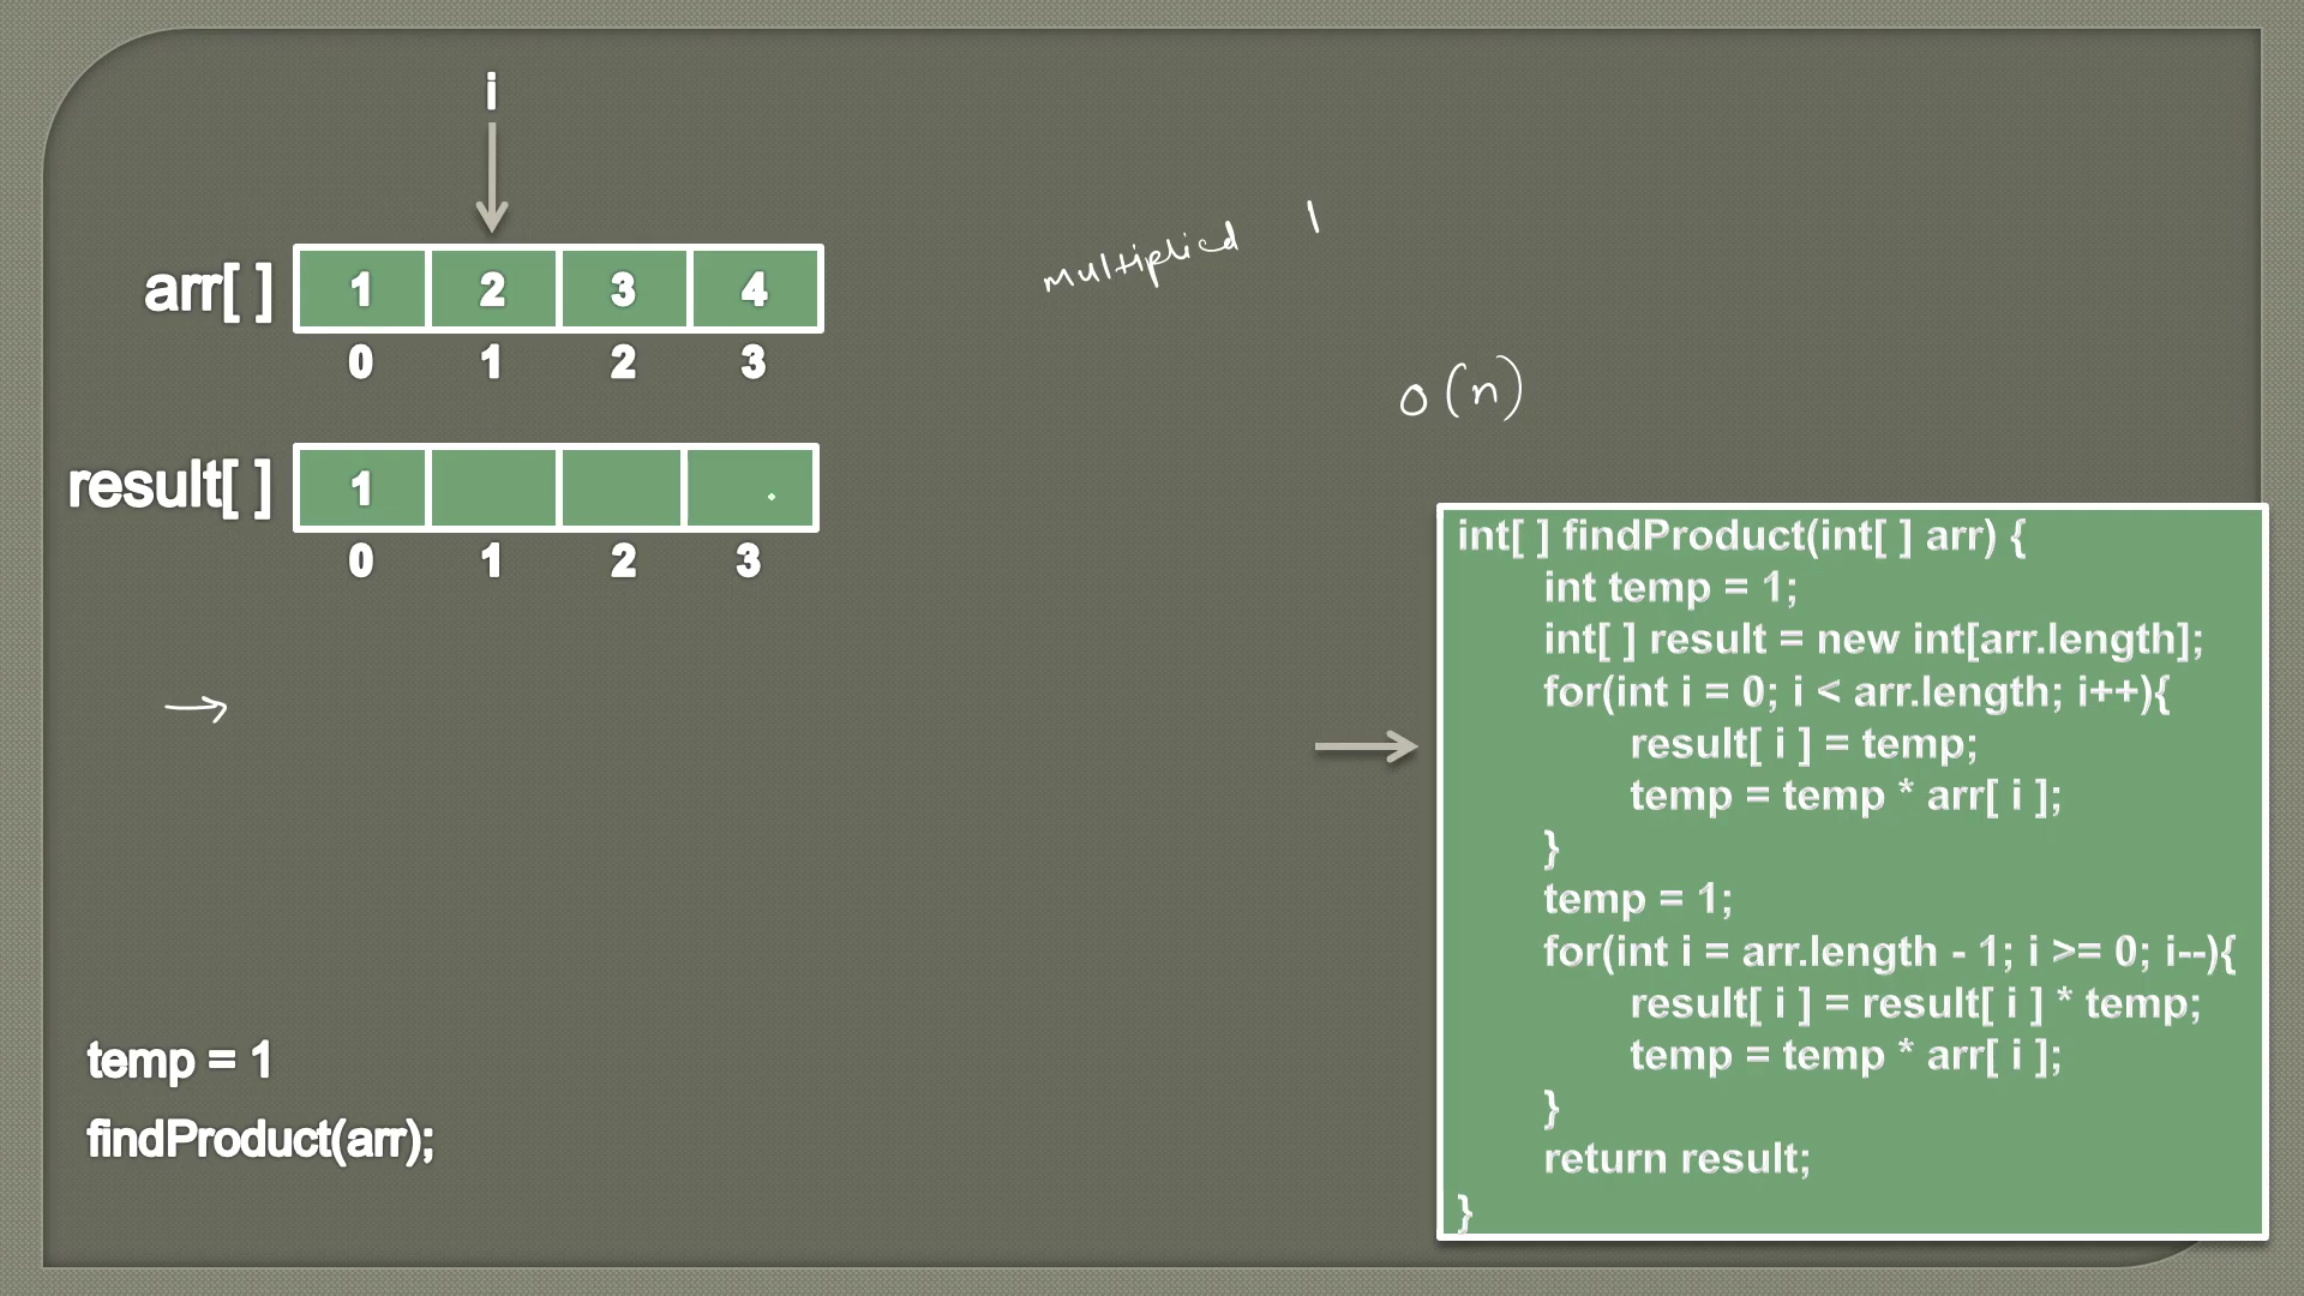 i
arr[ ] 1 2 3 4
0 1 2 3
multiplied 1
o(n)
result[ ] 1
0 1 2 3
temp = 1
findProduct(arr);
int[ ] findProduct(int[ ] arr) {
int temp = 1;
int[ ] result = new int[arr.length];
for(int i = 0; i < arr.length; i++){
result[ i ] = temp;
temp = temp * arr[ i ];
}
temp = 1;
for(int i = arr.length - 1; i >= 0; i--){
result[ i ] = result[ i ] * temp;
temp = temp * arr[ i ];
}
return result;
}